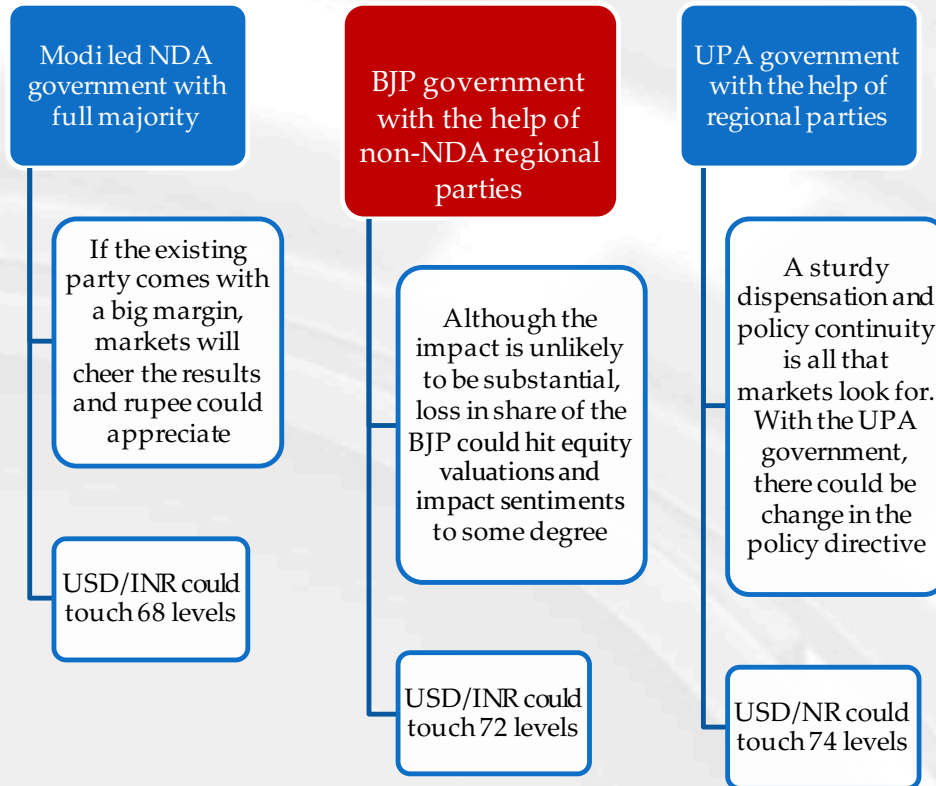 Modi led NDA
government with
full majority
If the existing
party comes with
a big margin,
markets will
cheer the results
and rupee could
appreciate
USD/INR could
touch 68 levels
BJP government
with the help of
non-NDA regional
parties
Although the
impact is unlikely
to be substantial,
loss in share of the
BJP could hit equity
valuations and
impact sentiments
to some degree
USD/INR could
touch 72 levels
UPA government
with the help of
regional parties
A sturdy
dispensation and
policy continuity
is all that
markets look for.
With the UPA
government,
there could be
change in the
policy directive
USD/NR could
touch 74 levels